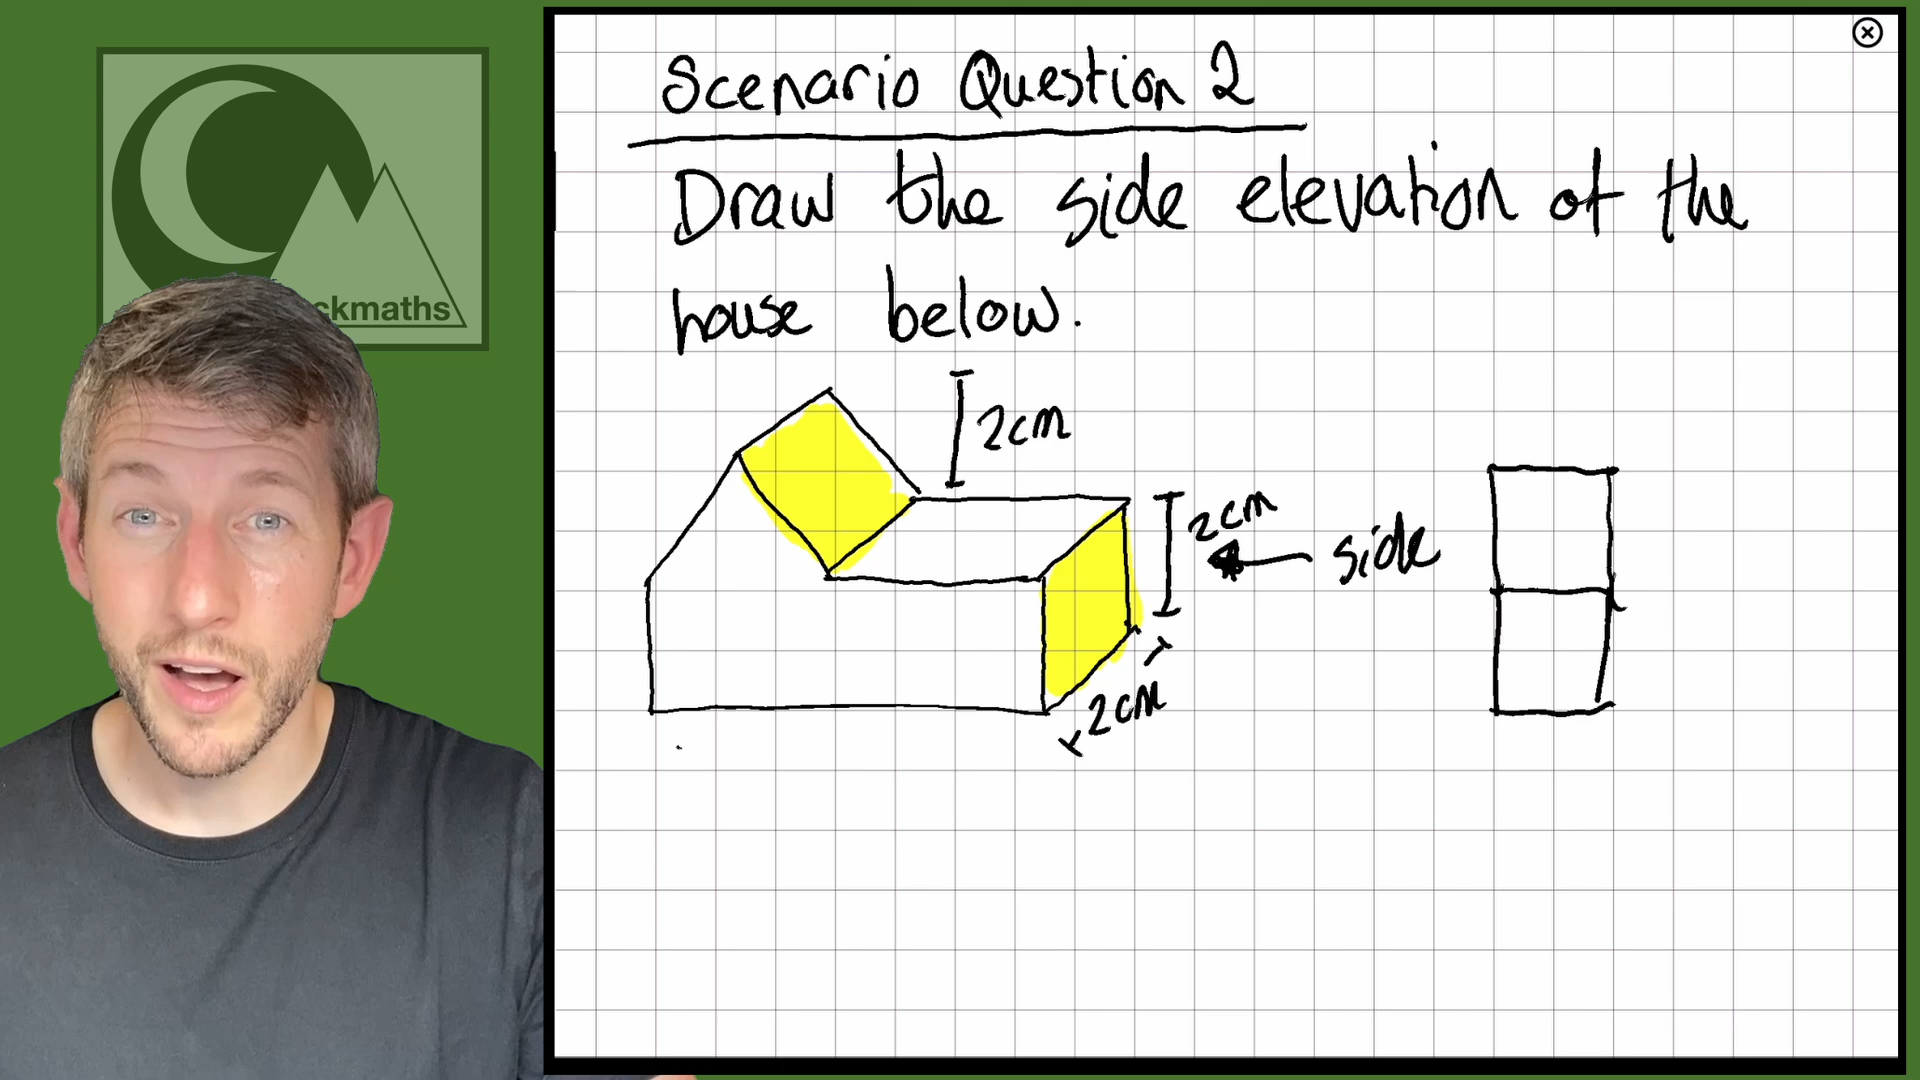 ckmaths
Scenario Question 2
Draw the side elevation of the
house below.
2cm
2cm
side
2cm